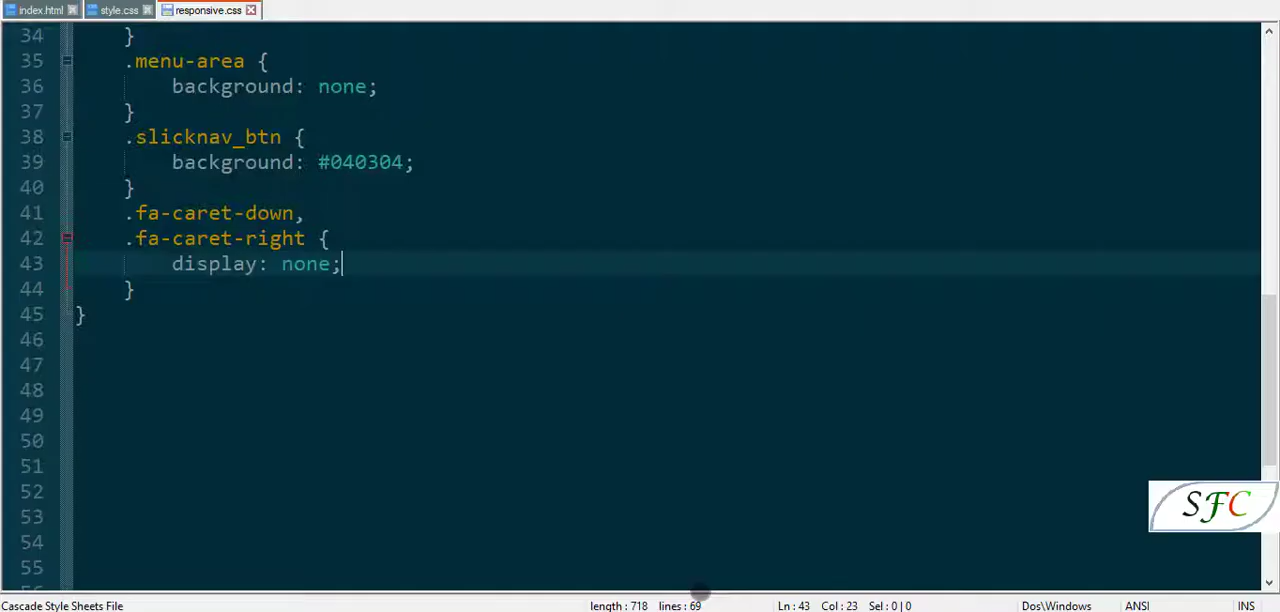 index.html style.css responsive.css
34 }
35 .menu-area {
36 background: none;
37 }
38 .slicknav_btn {
39 background: #040304;
40 }
41 .fa-caret-down,
42 .fa-caret-right {
43 display: none;
44 }
45 }
46
47
48
49
50
51
52
53
54
55
SFC
Cascade Style Sheets File length : 718 lines : 69 Ln : 43 Col : 23 Sel : 0 | 0 Dos\Windows ANSI INS